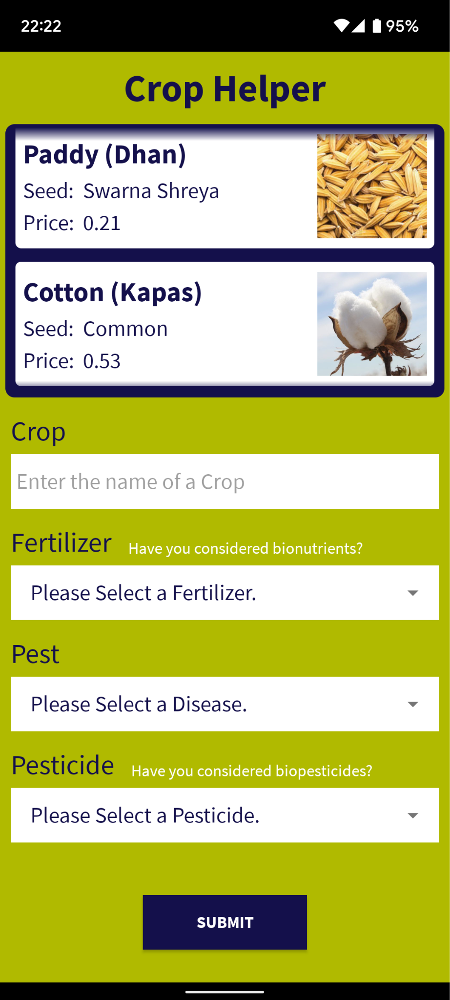 22:22 95%
Crop Helper
Paddy (Dhan)
Seed: Swarna Shreya
Price: 0.21
Cotton (Kapas)
Seed: Common
Price: 0.53
Crop
Enter the name of a Crop
Fertilizer Have you considered bionutrients?
Please Select a Fertilizer.
Pest
Please Select a Disease.
Pesticide Have you considered biopesticides?
Please Select a Pesticide.
SUBMIT